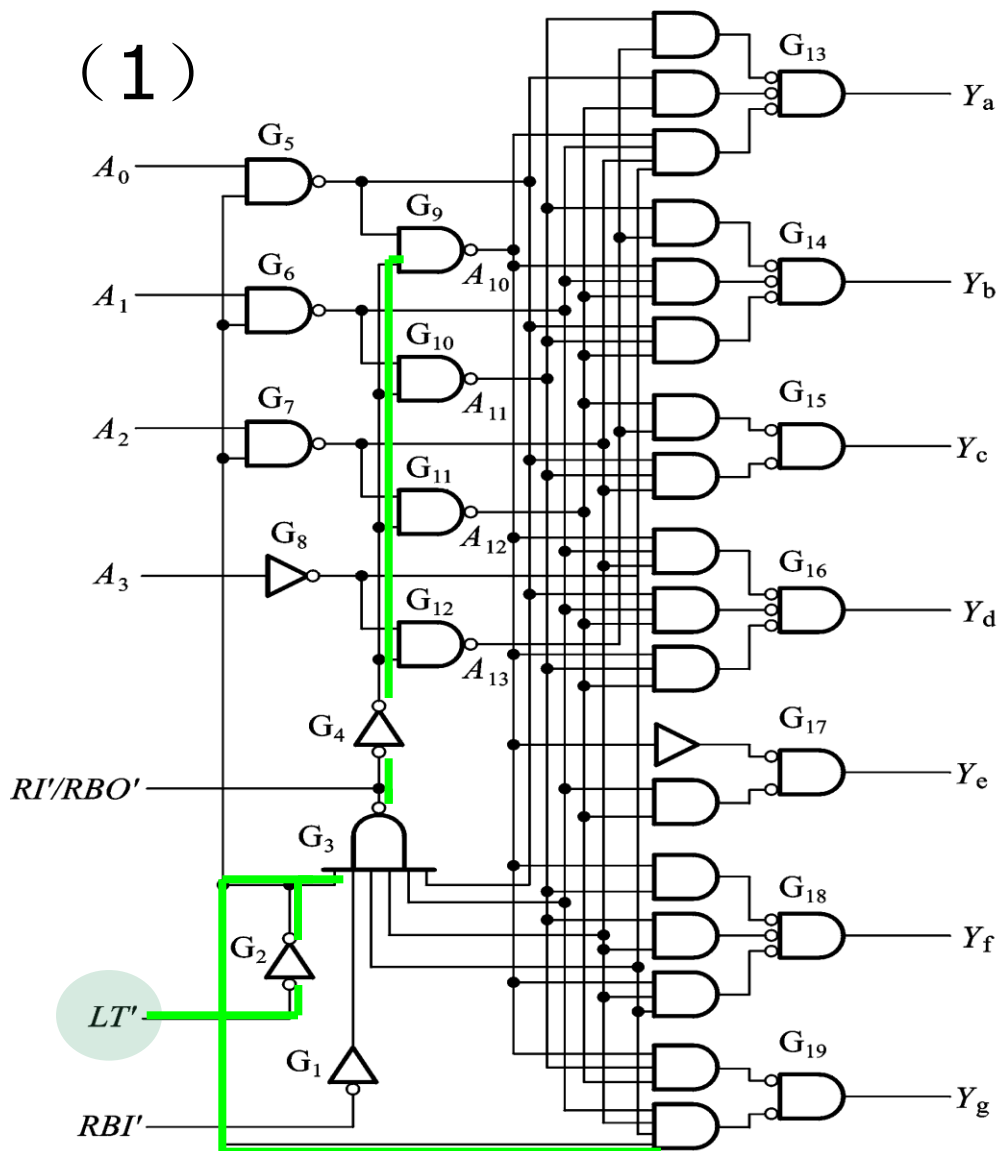 （1）
G13
Ya
G5
A0
G9
G14
G6
A10
Yb
A1
G10
G7
A11
G15
A2
Yc
G11
G8
A12
A3
G16
G12
Yd
A13
G4
G17
RI'/RBO'
Ye
G3
G18
G2
Yf
LT'
G1
G19
RBI'
Yg